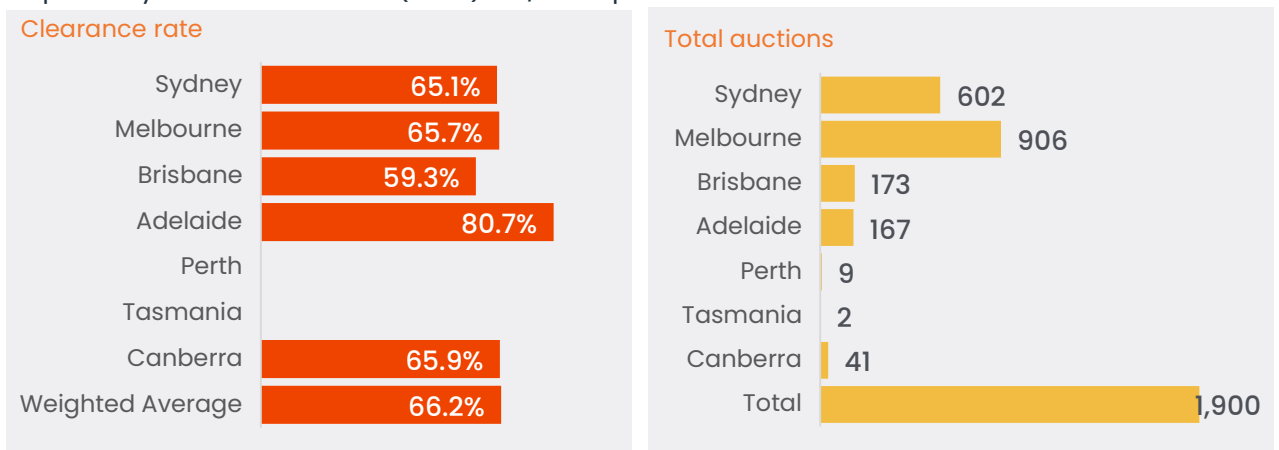 Clearance rate
Sydney 65.1%
Melbourne 65.7%
Brisbane 59.3%
Adelaide 80.7%
Perth
Tasmania
Canberra 65.9%
Weighted Average 66.2%
Total auctions
Sydney 602
Melbourne 906
Brisbane 173
Adelaide 167
Perth 9
Tasmania 2
Canberra 41
Total 1,900